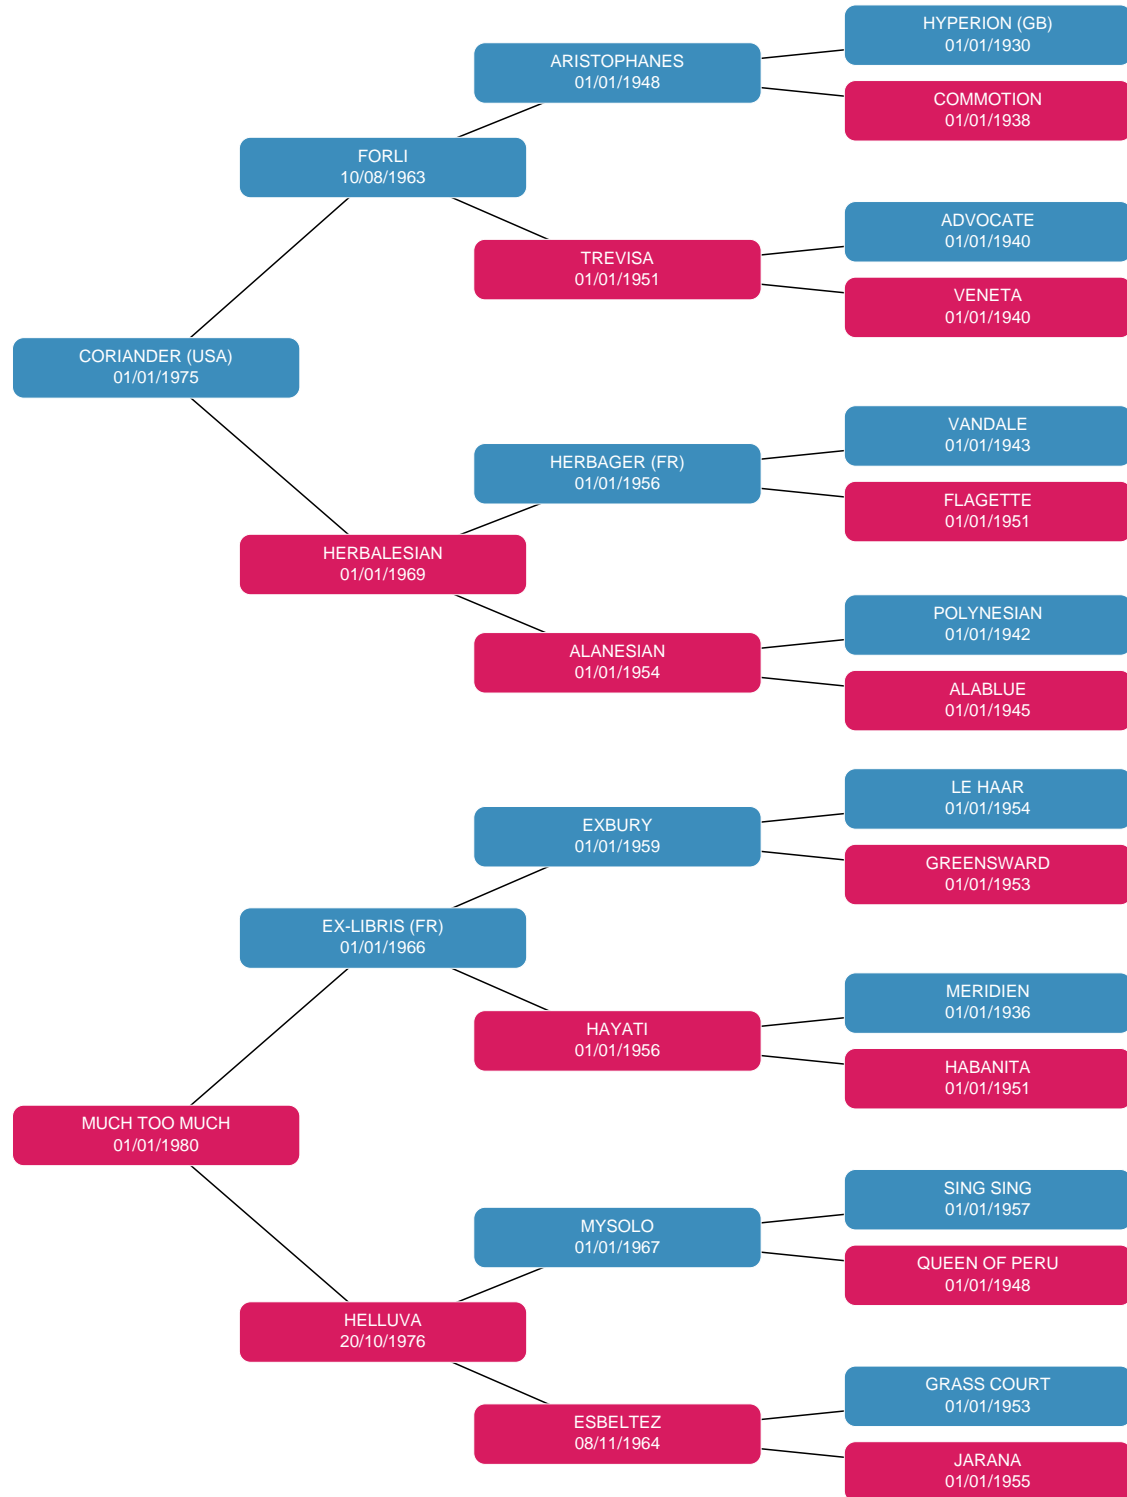 HYPERION (GB)
01/01/1930
ARISTOPHANES
01/01/1948
COMMOTION
01/01/1938
FORLI
10/08/1963
ADVOCATE
01/01/1940
TREVISA
01/01/1951
VENETA
01/01/1940
CORIANDER (USA)
01/01/1975
VANDALE
01/01/1943
HERBAGER (FR)
01/01/1956
FLAGETTE
01/01/1951
HERBALESIAN
01/01/1969
POLYNESIAN
01/01/1942
ALANESIAN
01/01/1954
ALABLUE
01/01/1945
LE HAAR
01/01/1954
EXBURY
01/01/1959
GREENSWARD
01/01/1953
EX-LIBRIS (FR)
01/01/1966
MERIDIEN
01/01/1936
HAYATI
01/01/1956
HABANITA
01/01/1951
MUCH TOO MUCH
01/01/1980
SING SING
01/01/1957
MYSOLO
01/01/1967
QUEEN OF PERU
01/01/1948
HELLUVA
20/10/1976
GRASS COURT
01/01/1953
ESBELTEZ
08/11/1964
JARANA
01/01/1955